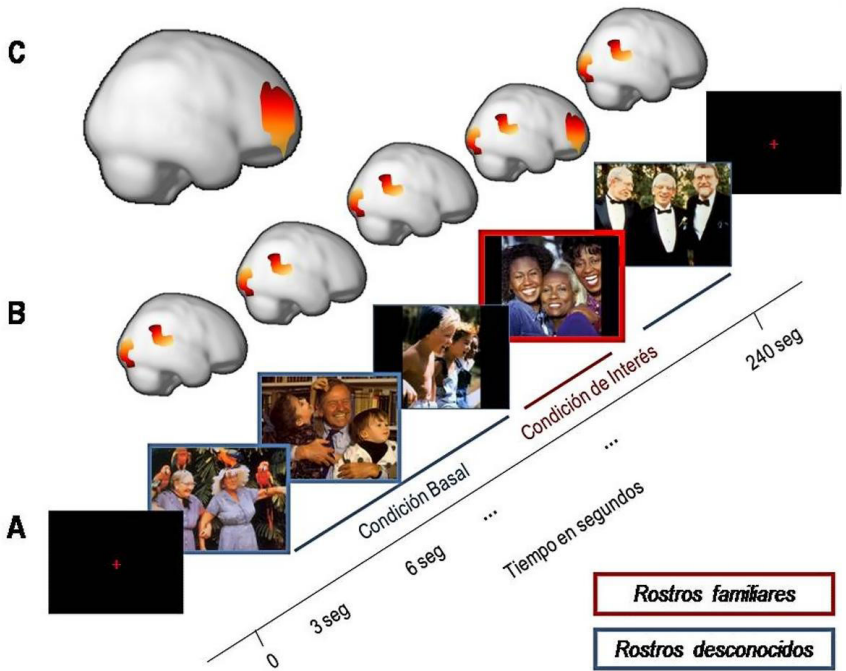 C
B
A
Condición Basal
Condición de Interés
0
3 seg
6 seg
...
...
240 seg
Tiempo en segundos
Rostros familiares
Rostros desconocidos